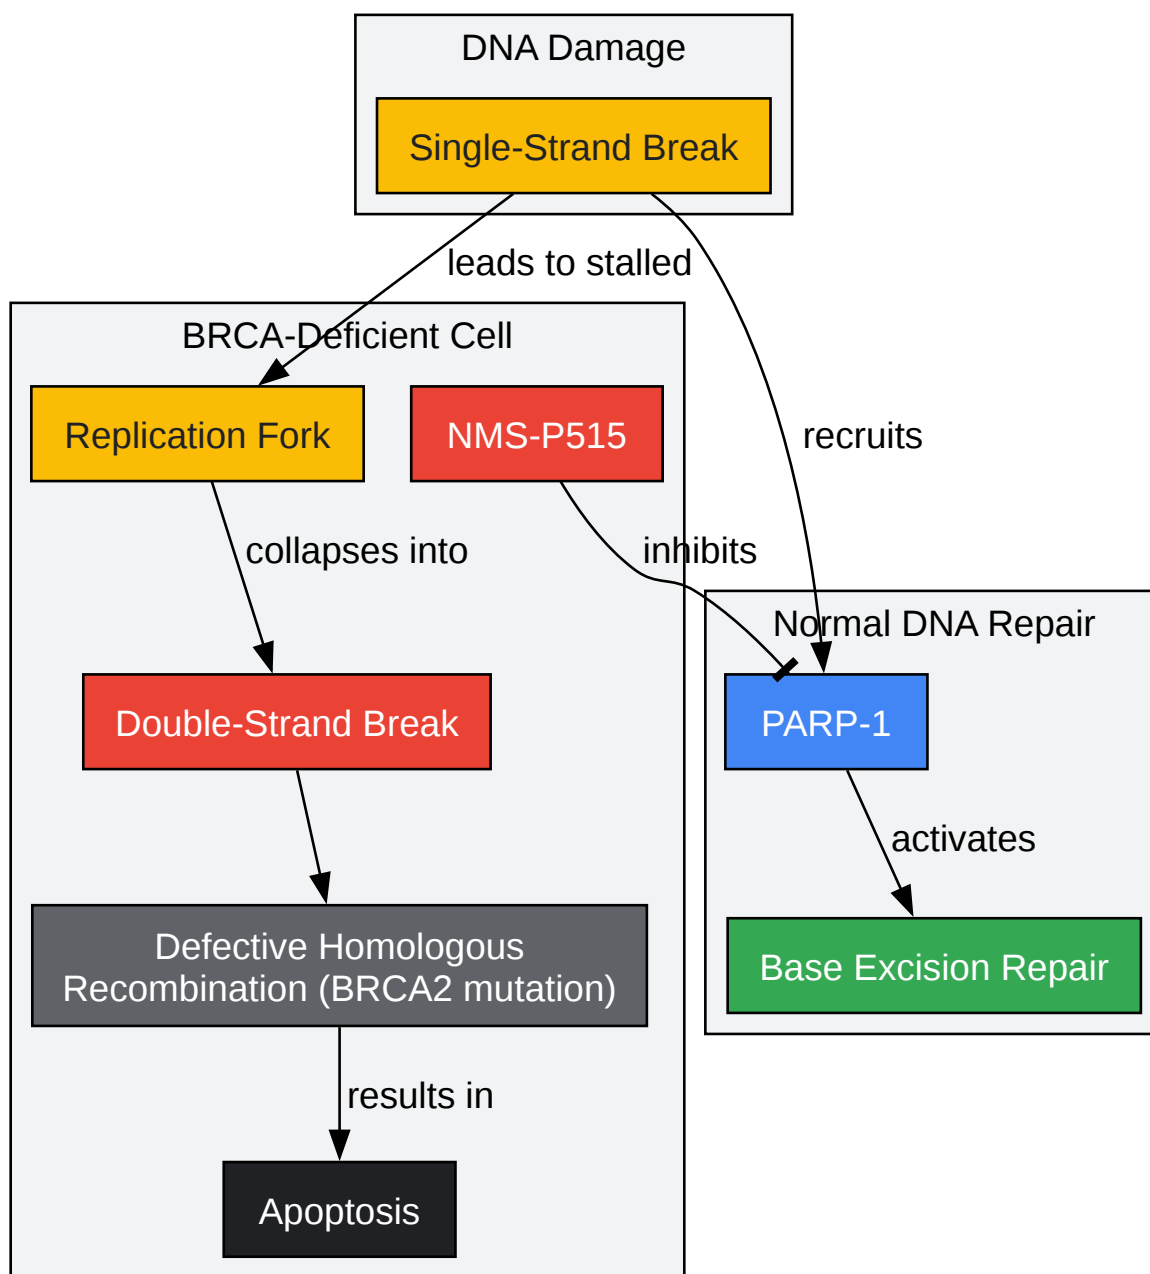 DNA Damage
Single-Strand Break
leads to stalled
BRCA-Deficient Cell
Replication Fork
NMS-P515
recruits
collapses into
inhibits
Normal DNA Repair
Double-Strand Break
PARP-1
activates
Defective Homologous
Recombination (BRCA2 mutation)
Base Excision Repair
results in
Apoptosis